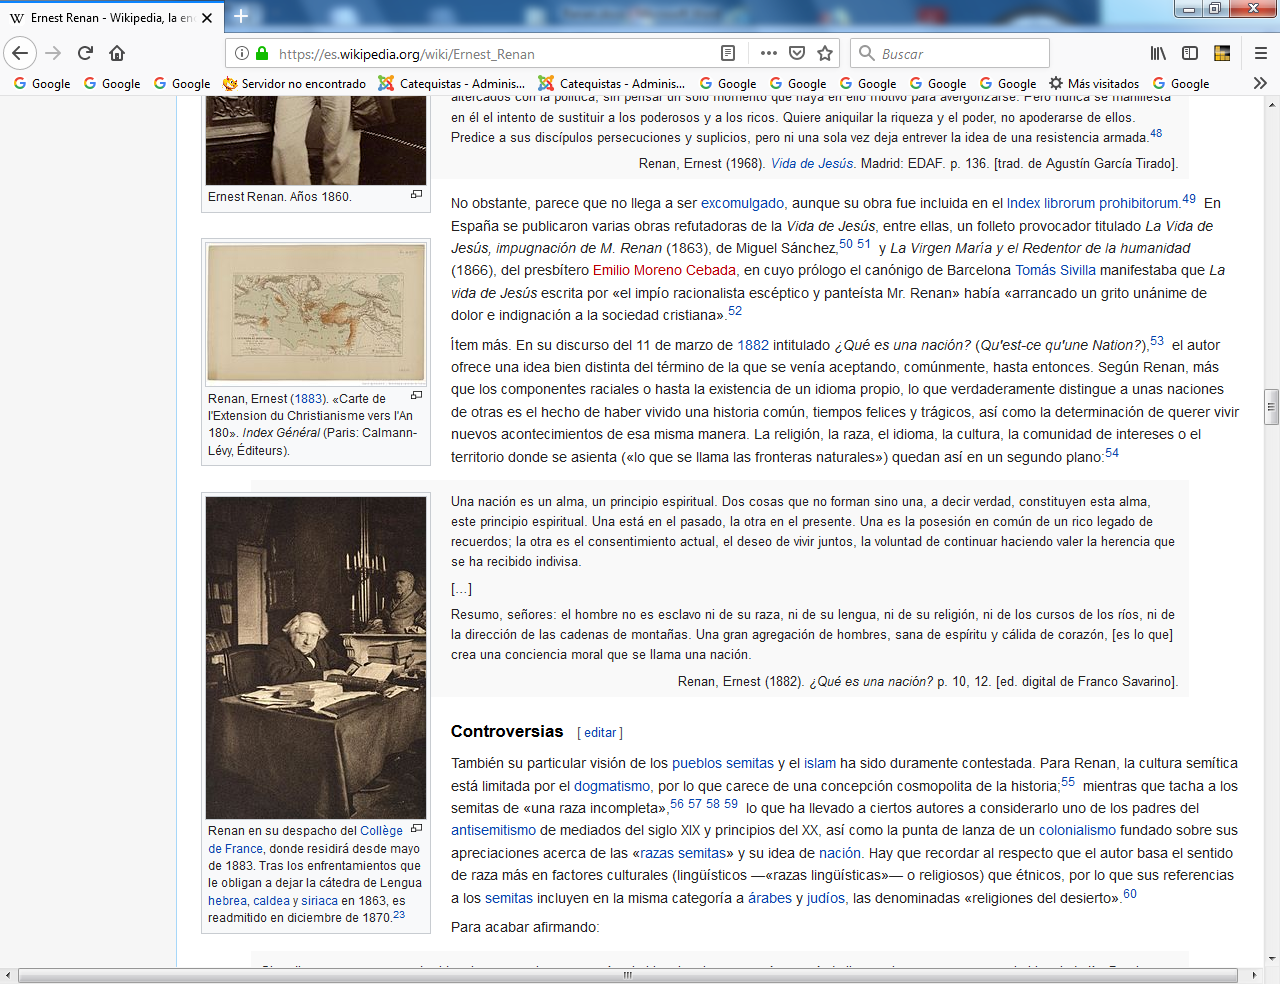 Ernest Renan - Wikipedia, la en
https://es.wikipedia.org/wiki/Ernest_Renan
Buscar
Google
Google
Google
Servidor no encontrado
Catequistas - Adminis...
Catequistas - Adminis...
Google
Google
Google
Google
Google
Más visitados
Google
altercados con la política, sin pensar un solo momento que haya en ello motivo para avergonzarse. Pero nunca se manifiesta
en él el intento de sustituir a los poderosos y a los ricos. Quiere aniquilar la riqueza y el poder, no apoderarse de ellos.
Predice a sus discípulos persecuciones y suplicios, pero ni una sola vez deja entrever la idea de una resistencia armada.48
Renan, Ernest (1968). Vida de Jesús. Madrid: EDAF. p. 136. [trad. de Agustín García Tirado].
Ernest Renan. Años 1860.
No obstante, parece que no llega a ser excomulgado, aunque su obra fue incluida en el Index librorum prohibitorum.49 En
España se publicaron varias obras refutadoras de la Vida de Jesús, entre ellas, un folleto provocador titulado La Vida de
Jesús, impugnación de M. Renan (1863), de Miguel Sánchez,50 51 y La Virgen María y el Redentor de la humanidad
(1866), del presbítero Emilio Moreno Cebada, en cuyo prólogo el canónigo de Barcelona Tomás Sivilla manifestaba que La
vida de Jesús escrita por «el impío racionalista escéptico y panteísta Mr. Renan» había «arrancado un grito unánime de
dolor e indignación a la sociedad cristiana».52
Ítem más. En su discurso del 11 de marzo de 1882 intitulado ¿Qué es una nación? (Qu'est-ce qu'une Nation?),53 el autor
ofrece una idea bien distinta del término de la que se venía aceptando, comúnmente, hasta entonces. Según Renan, más
que los componentes raciales o hasta la existencia de un idioma propio, lo que verdaderamente distingue a unas naciones
de otras es el hecho de haber vivido una historia común, tiempos felices y trágicos, así como la determinación de querer vivir
nuevos acontecimientos de esa misma manera. La religión, la raza, el idioma, la cultura, la comunidad de intereses o el
territorio donde se asienta («lo que se llama las fronteras naturales») quedan así en un segundo plano:54
Renan, Ernest (1883). «Carte de
l'Extension du Christianisme vers l'An
180». Index Général (Paris: Calmann-
Lévy, Éditeurs).
Una nación es un alma, un principio espiritual. Dos cosas que no forman sino una, a decir verdad, constituyen esta alma,
este principio espiritual. Una está en el pasado, la otra en el presente. Una es la posesión en común de un rico legado de
recuerdos; la otra es el consentimiento actual, el deseo de vivir juntos, la voluntad de continuar haciendo valer la herencia que
se ha recibido indivisa.
[…]
Resumo, señores: el hombre no es esclavo ni de su raza, ni de su lengua, ni de su religión, ni de los cursos de los ríos, ni de
la dirección de las cadenas de montañas. Una gran agregación de hombres, sana de espíritu y cálida de corazón, [es lo que]
crea una conciencia moral que se llama una nación.
Renan, Ernest (1882). ¿Qué es una nación? p. 10, 12. [ed. digital de Franco Savarino].
Controversias [ editar ]
También su particular visión de los pueblos semitas y el islam ha sido duramente contestada. Para Renan, la cultura semítica
está limitada por el dogmatismo, por lo que carece de una concepción cosmopolita de la historia;55 mientras que tacha a los
semitas de «una raza incompleta»,56 57 58 59 lo que ha llevado a ciertos autores a considerarlo uno de los padres del
antisemitismo de mediados del siglo XIX y principios del XX, así como la punta de lanza de un colonialismo fundado sobre sus
apreciaciones acerca de las «razas semitas» y su idea de nación. Hay que recordar al respecto que el autor basa el sentido
de raza más en factores culturales (lingüísticos —«razas lingüísticas»— o religiosos) que étnicos, por lo que sus referencias
a los semitas incluyen en la misma categoría a árabes y judíos, las denominadas «religiones del desierto».60
Para acabar afirmando:
Renan en su despacho del Collège
de France, donde residirá desde mayo
de 1883. Tras los enfrentamientos que
le obligan a dejar la cátedra de Lengua
hebrea, caldea y siriaca en 1863, es
readmitido en diciembre de 1870.23